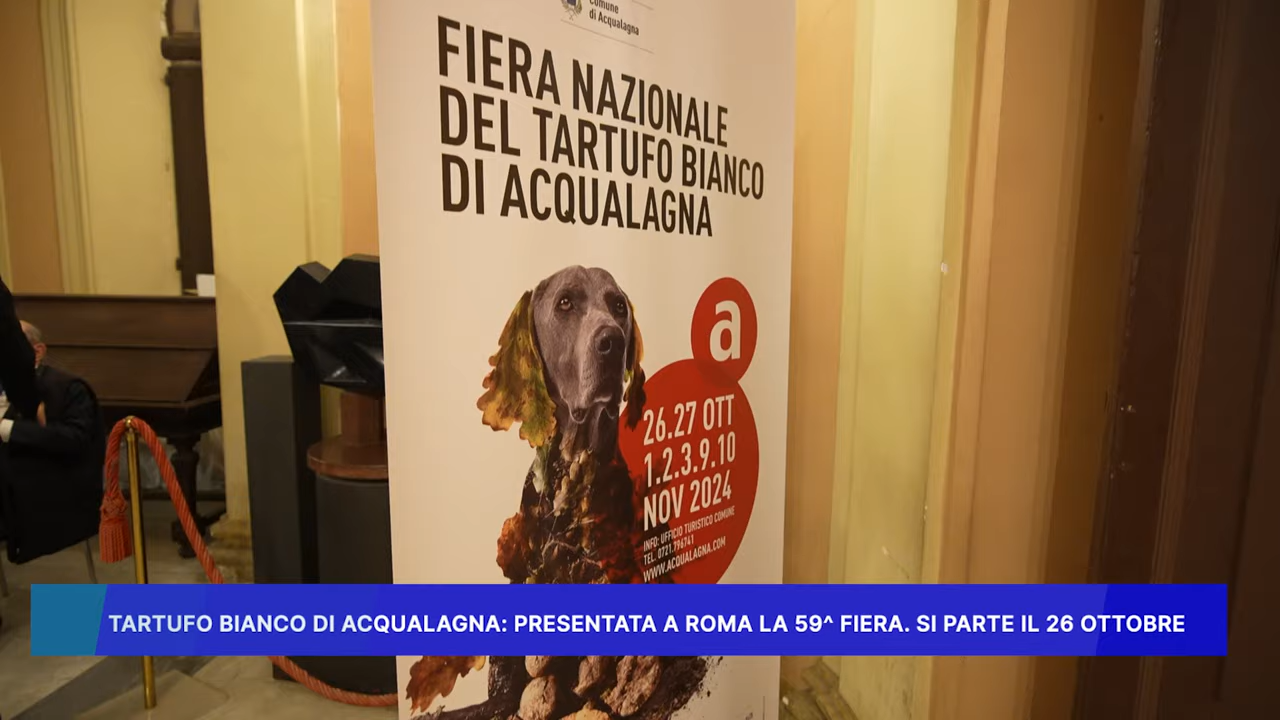 Comune
di Acqualagna
FIERA NAZIONALE
DEL TARTUFO BIANCO
DI ACQUALAGNA
a
26.27 OTT
1.2.3.9.10
NOV 2024
INFO: UFFICIO TURISTICO COMUNE
TEL. 0721.796741
WWW.ACQUALAGNA.COM
TARTUFO BIANCO DI ACQUALAGNA: PRESENTATA A ROMA LA 59^ FIERA. SI PARTE IL 26 OTTOBRE